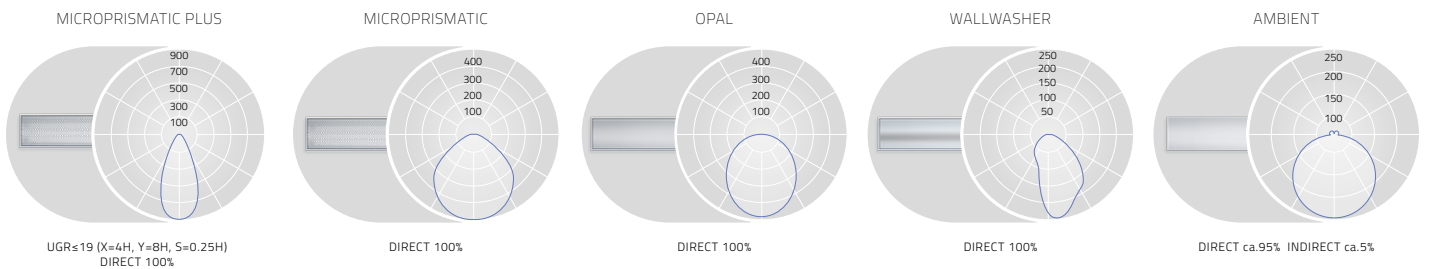 MICROPRISMATIC PLUS
900
700
500
300
100
UGR≤19 (X=4H, Y=8H, S=0.25H)
DIRECT 100%
MICROPRISMATIC
400
300
200
100
DIRECT 100%
OPAL
400
300
200
100
DIRECT 100%
WALLWASHER
250
200
150
100
50
DIRECT 100%
AMBIENT
250
200
150
100
DIRECT ca.95% INDIRECT ca.5%